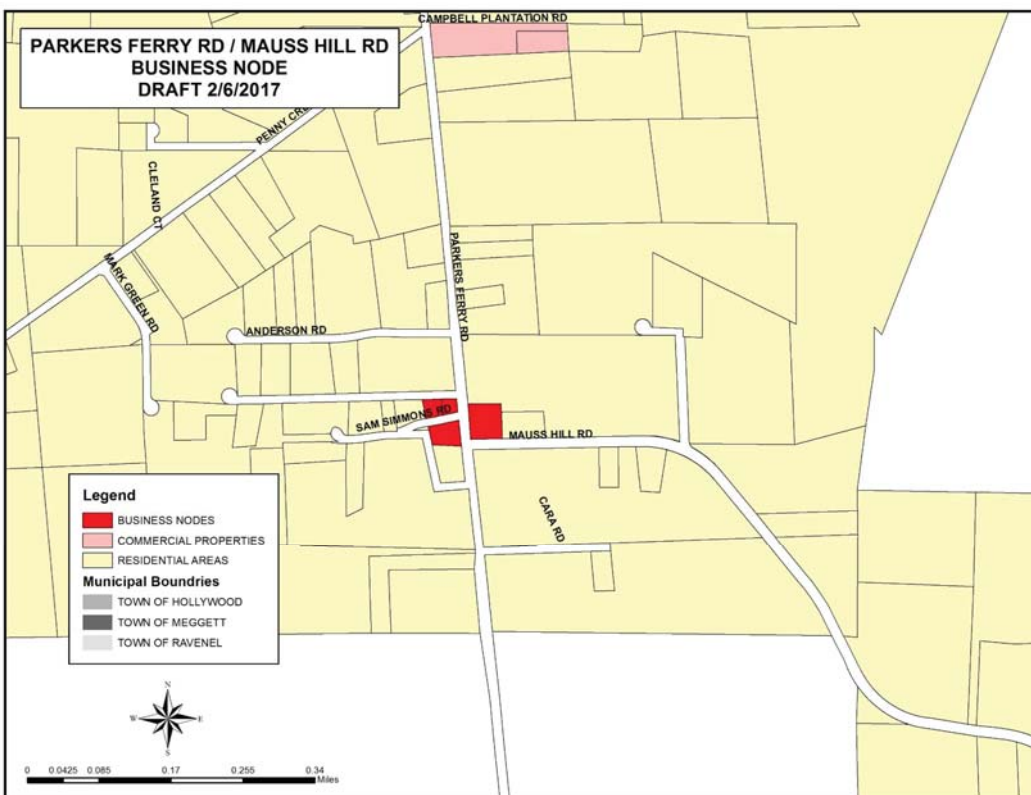 CAMPBELL PLANTATION RD
PARKERS FERRY RD / MAUSS HILL RD
BUSINESS NODE
DRAFT 2/6/2017
PENNY CRE
CLELAND CT
MARK GREEN RD
PARKERS FERRY RD
ANDERSON RD
SAM SIMMONS RD
MAUSS HILL RD
CARA RD
Legend
BUSINESS NODES
COMMERCIAL PROPERTIES
RESIDENTIAL AREAS
Municipal Boundries
TOWN OF HOLLYWOOD
TOWN OF MEGGETT
TOWN OF RAVENEL
N
W E
S
0 0.0425 0.085 0.17 0.255 0.34
Miles